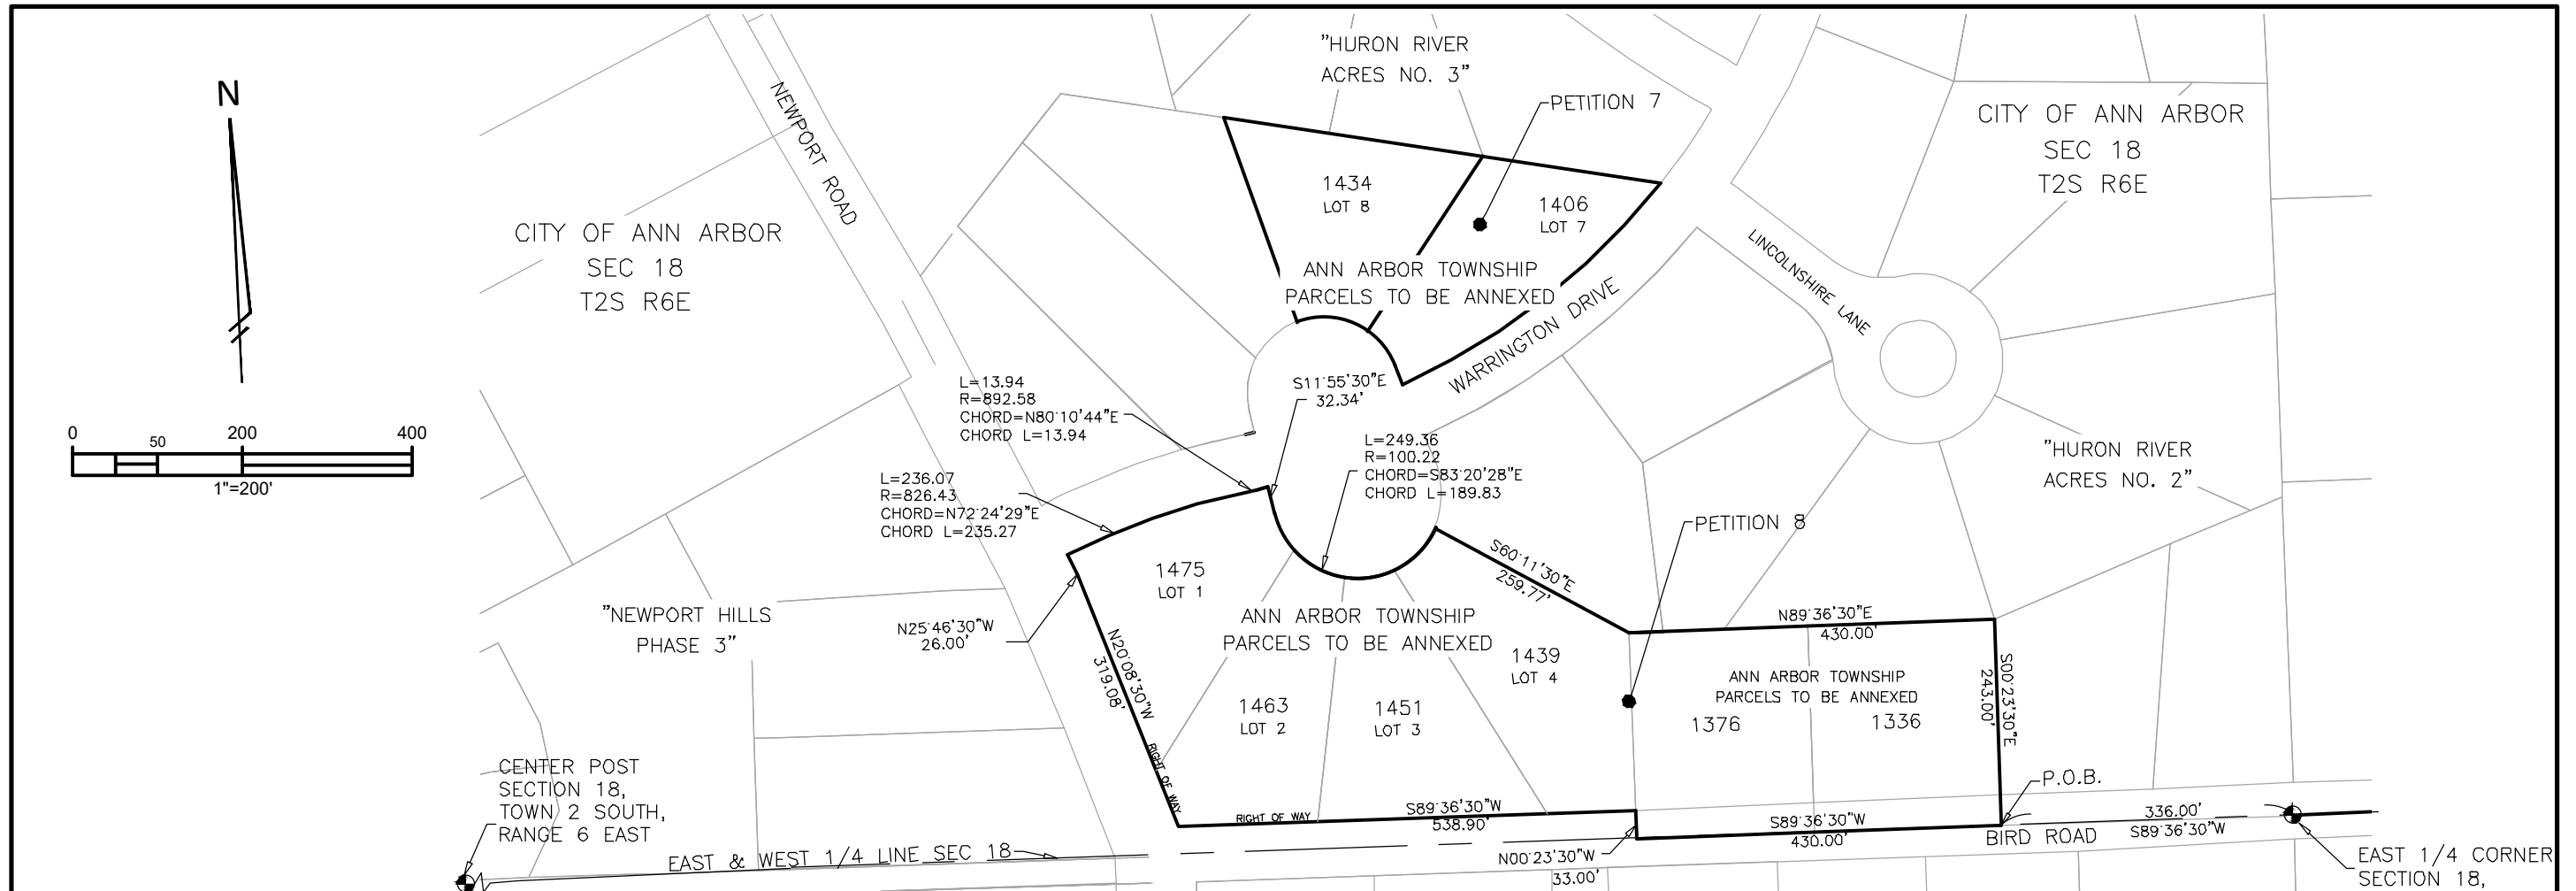 N
0
50
200
400
1"=200'
CITY OF ANN ARBOR
SEC 18
T2S R6E
NEWPORT ROAD
"HURON RIVER
ACRES NO. 3"
PETITION 7
1434
LOT 8
1406
LOT 7
ANN ARBOR TOWNSHIP
PARCELS TO BE ANNEXED
WARRINGTON DRIVE
LINCOLNSHIRE LANE
CITY OF ANN ARBOR
SEC 18
T2S R6E
L=13.94
R=892.58
CHORD=N80°10'44"E
CHORD L=13.94
S11°55'30"E
32.34'
L=249.36
R=100.22
CHORD=S83°20'28"E
CHORD L=189.83
L=236.07
R=826.43
CHORD=N72°24'29"E
CHORD L=235.27
"HURON RIVER
ACRES NO. 2"
PETITION 8
S60°11'30"E
259.77'
1475
LOT 1
"NEWPORT HILLS
PHASE 3"
N25°46'30"W
26.00'
N20°08'30"W
319.08'
ANN ARBOR TOWNSHIP
PARCELS TO BE ANNEXED
1439
LOT 4
1463
LOT 2
1451
LOT 3
N89°36'30"E
430.00'
ANN ARBOR TOWNSHIP
PARCELS TO BE ANNEXED
1376
1336
S00°23'30"E
243.00'
RIGHT OF WAY
RIGHT OF WAY
S89°36'30"W
538.90'
P.O.B.
S89°36'30"W
430.00'
336.00'
S89°36'30"W
BIRD ROAD
N00°23'30"W
33.00'
CENTER POST
SECTION 18,
TOWN 2 SOUTH,
RANGE 6 EAST
EAST & WEST 1/4 LINE SEC 18
EAST 1/4 CORNER
SECTION 18,